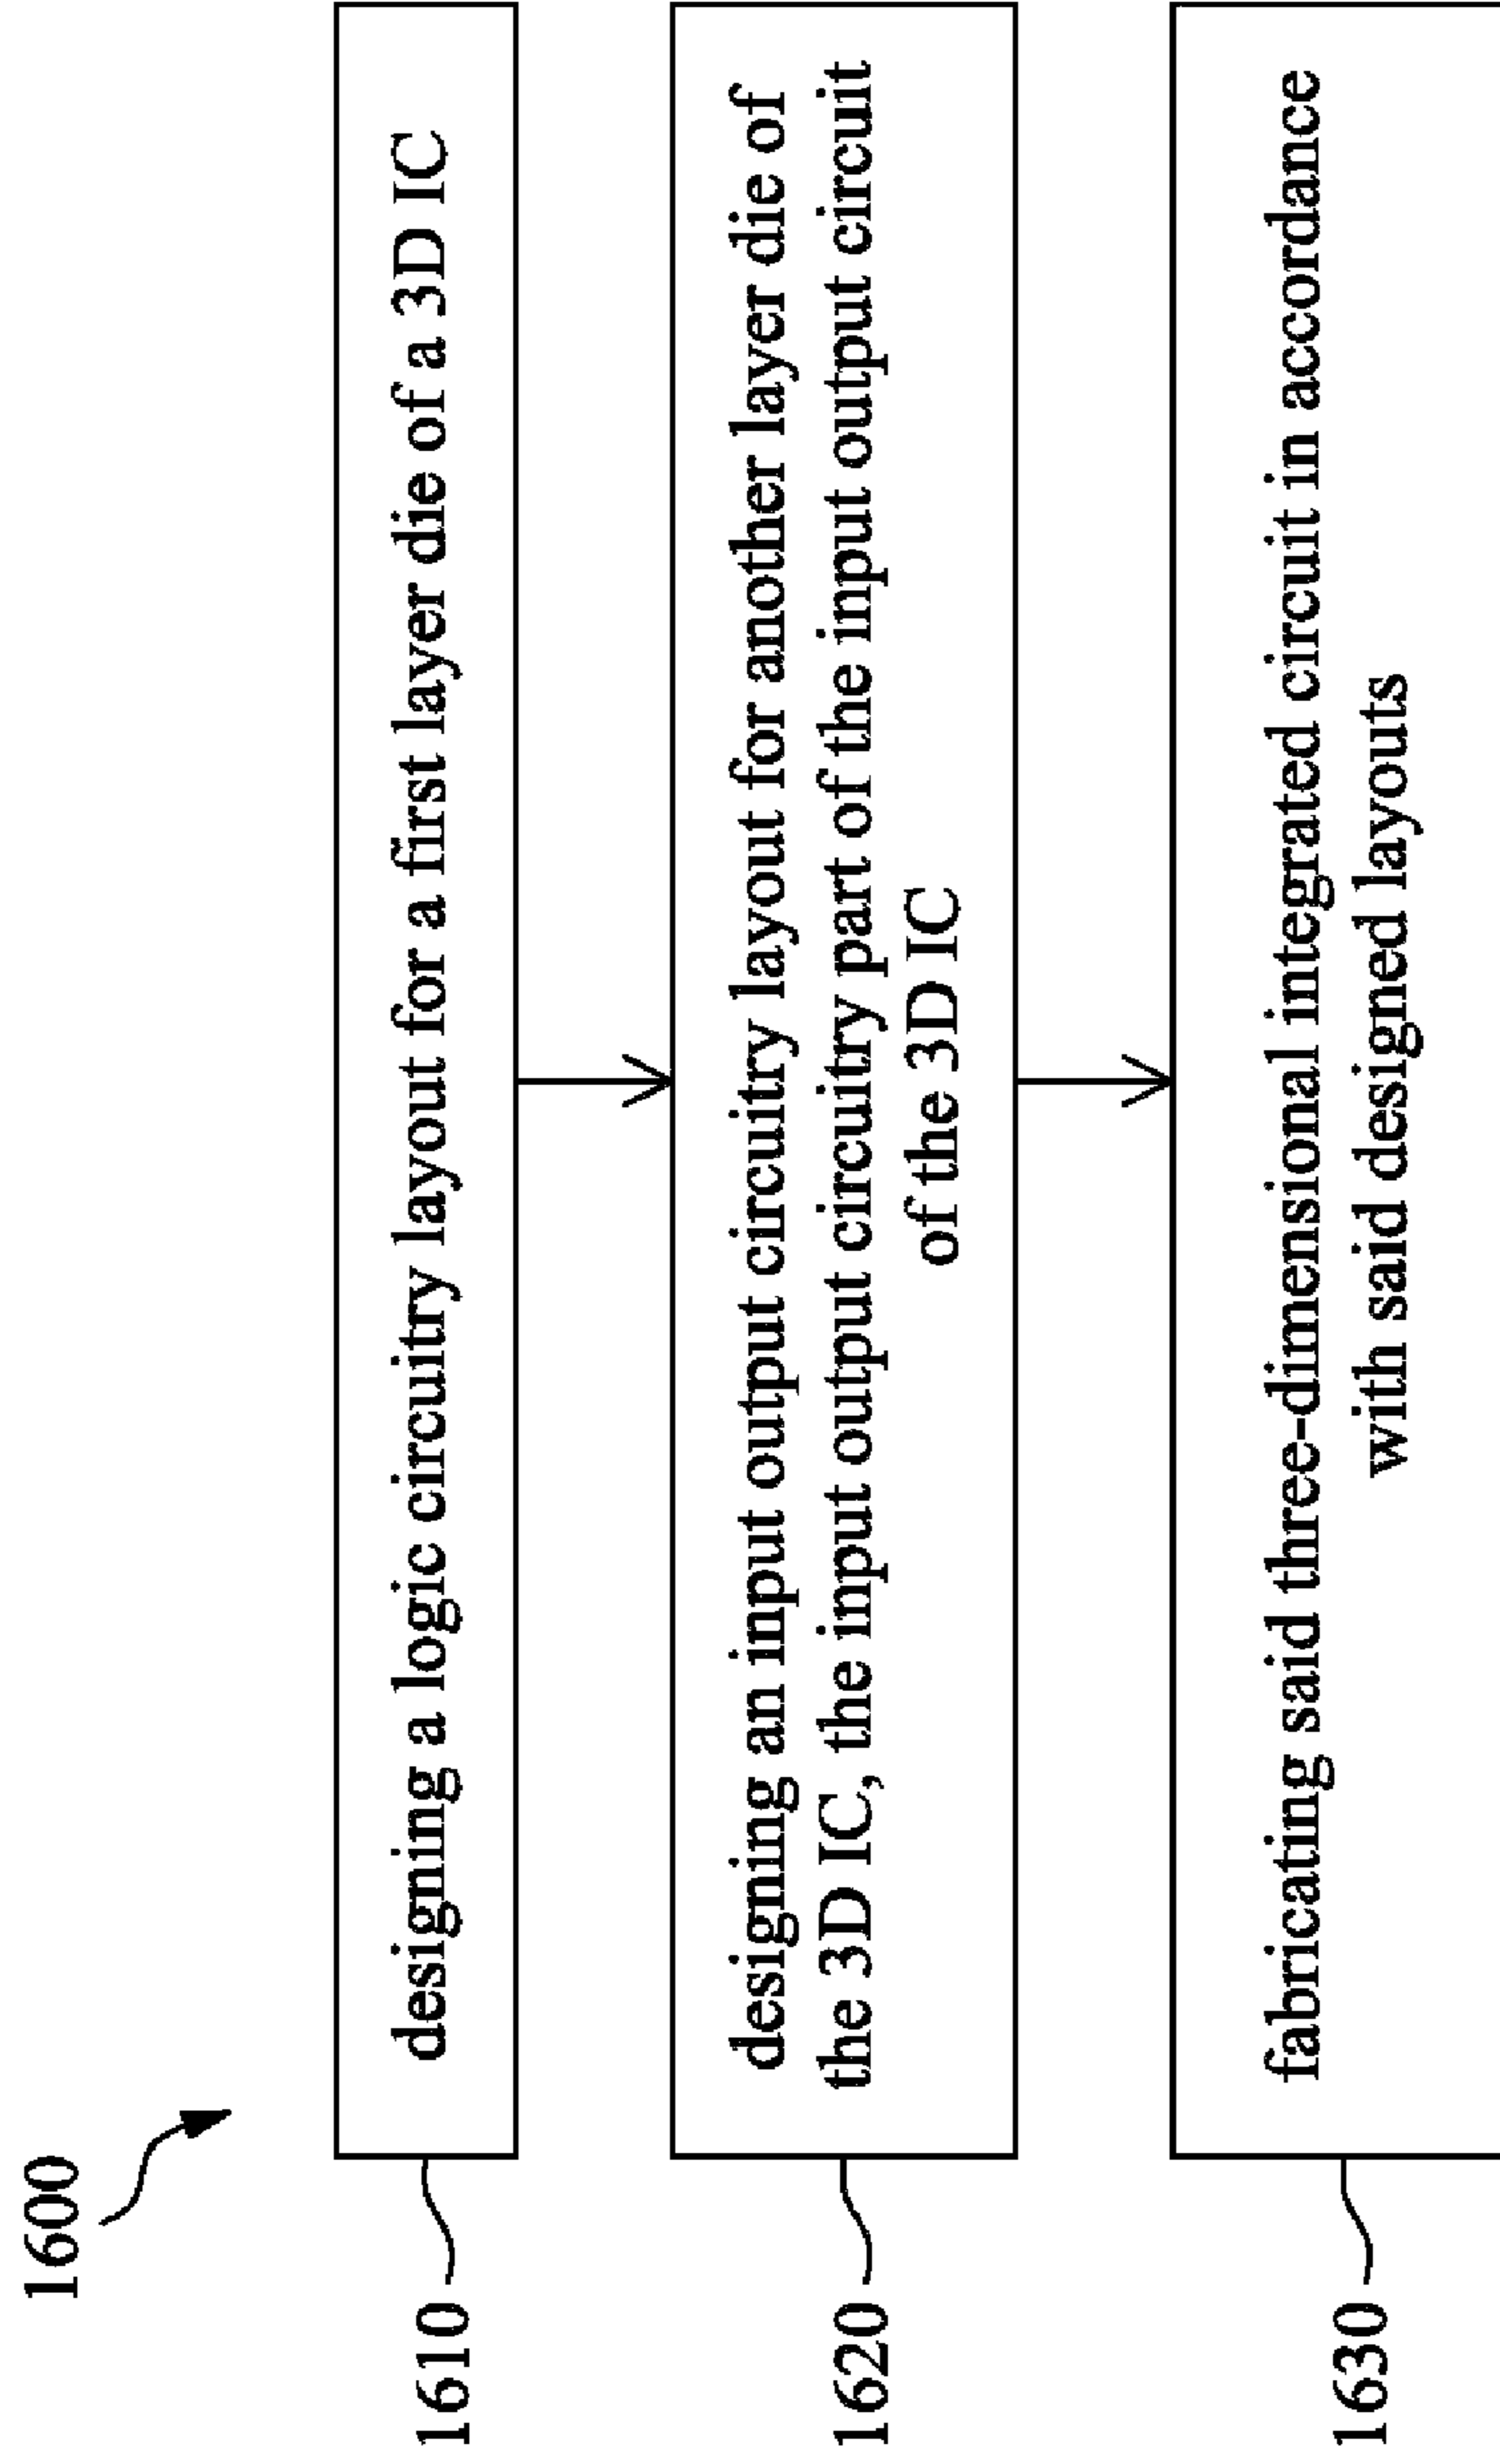 1600
1610
designing a logic circuitry layout for a first layer die of a 3D IC
1620
designing an input output circuitry layout for another layer die of
the 3D IC, the input output circuitry part of the input output circuit
of the 3D IC
1630
fabricating said three-dimensional integrated circuit in accordance
with said designed layouts